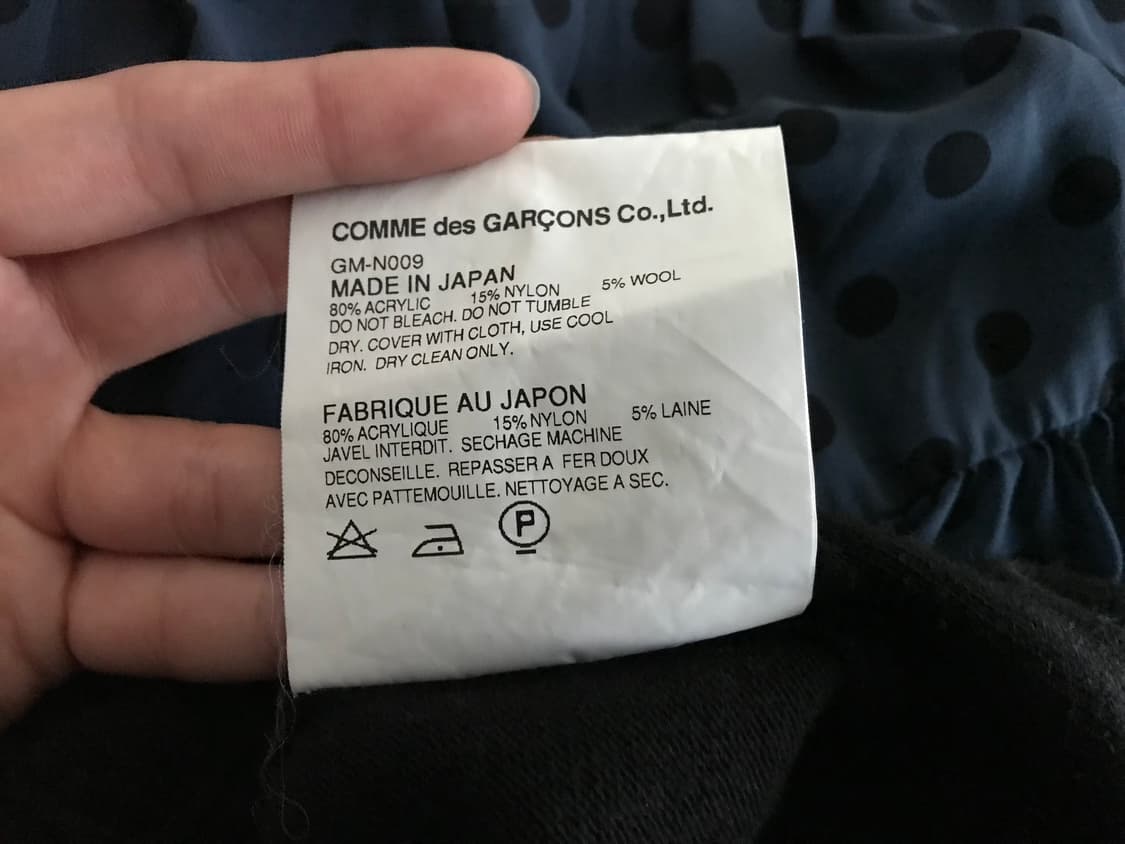 COMME des GARÇONS Co.,Ltd.
GM-N009
MADE IN JAPAN
80% ACRYLIC 15% NYLON 5% WOOL
DO NOT BLEACH. DO NOT TUMBLE
DRY. COVER WITH CLOTH, USE COOL
IRON. DRY CLEAN ONLY.
FABRIQUE AU JAPON
80% ACRYLIQUE 15% NYLON 5% LAINE
JAVEL INTERDIT. SECHAGE MACHINE
DECONSEILLE. REPASSER A FER DOUX
AVEC PATTEMOUILLE. NETTOYAGE A SEC.
P